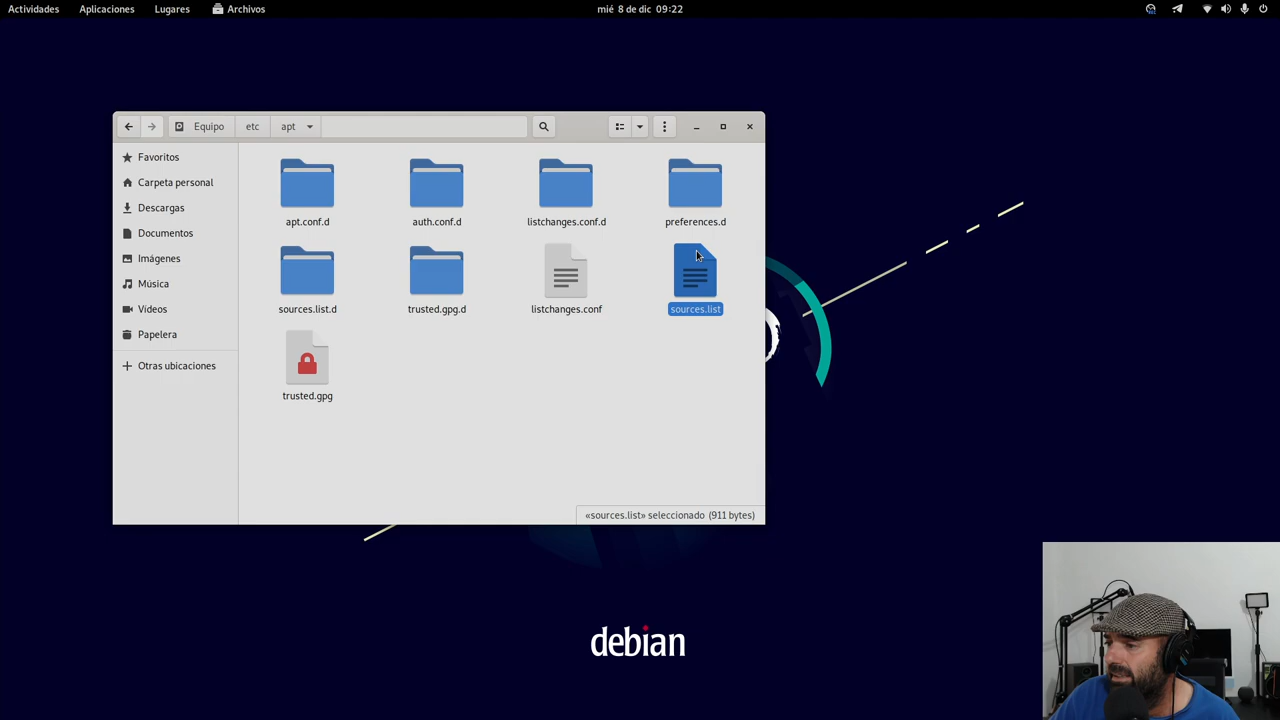 Actividades Aplicaciones Lugares Archivos mié 8 de dic 09:22
Equipo etc apt
Favoritos
Carpeta personal
Descargas
Documentos
Imágenes
Música
Vídeos
Papelera
Otras ubicaciones
apt.conf.d auth.conf.d listchanges.conf.d preferences.d
sources.list.d trusted.gpg.d listchanges.conf sources.list
trusted.gpg
«sources.list» seleccionado (911 bytes)
debian